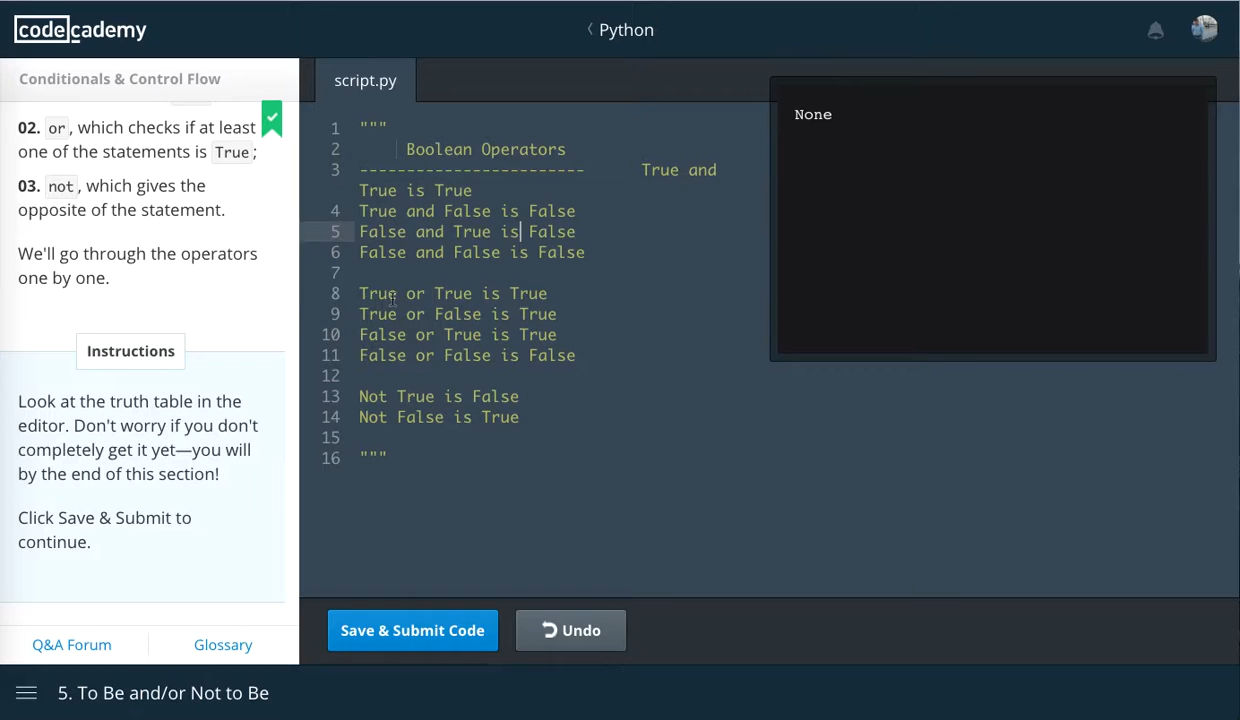 codecademy
Python
Conditionals & Control Flow
02. or, which checks if at least
one of the statements is True;
03. not, which gives the
opposite of the statement.
We'll go through the operators
one by one.
Instructions
Look at the truth table in the
editor. Don't worry if you don't
completely get it yet—you will
by the end of this section!
Click Save & Submit to
continue.
Q&A Forum
Glossary
script.py
1 """
2 Boolean Operators
3 ------------------------ True and
True is True
4 True and False is False
5 False and True is False
6 False and False is False
7
8 True or True is True
9 True or False is True
10 False or True is True
11 False or False is False
12
13 Not True is False
14 Not False is True
15
16 """
None
Save & Submit Code
Undo
5. To Be and/or Not to Be